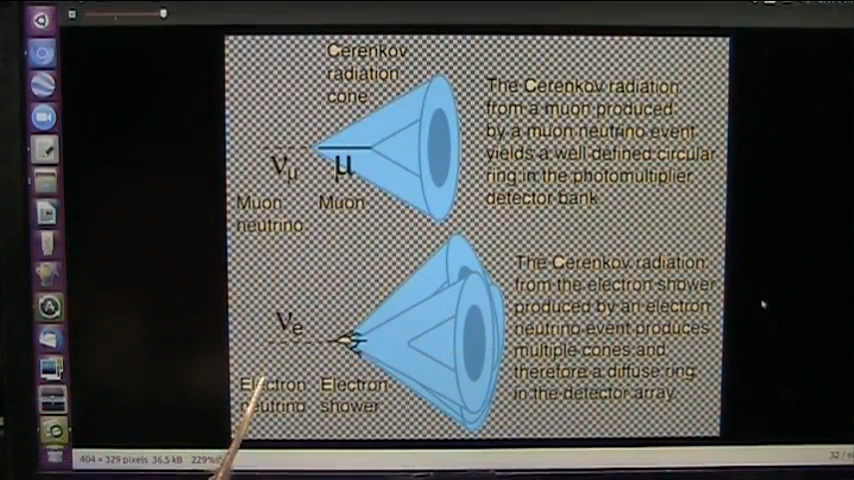 Cerenkov
radiation
cone
The Cerenkov radiation
from a muon produced
by a muon neutrino event
yields a well defined circular
ring in the photomultiplier
detector bank.
νμ
μ
Muon
neutrino
Muon
The Cerenkov radiation
from the electron shower
produced by an electron
neutrino event produces
multiple cones and
therefore a diffuse ring
in the detector array.
νe
Electron
neutrino
Electron
shower
404 × 329 pixels 36.5 kB 229%